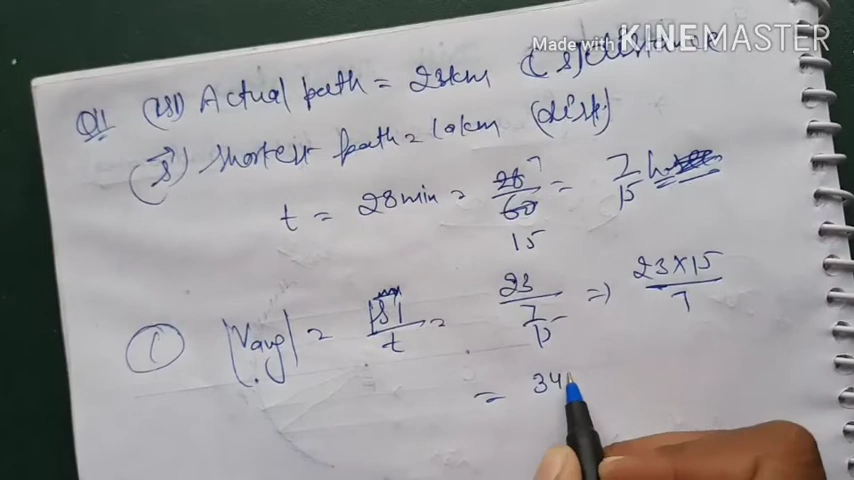 Made with KINEMASTER
Q1 (|S|) Actual path = 23km (S) distance
(S⃗) shortest path = 10km (disp)
t = 28min = 28/60 7/15 = 7/15 h
① |Vavg| = |S|/t = 23/(7/15) ⇒ 23×15/7
= 34